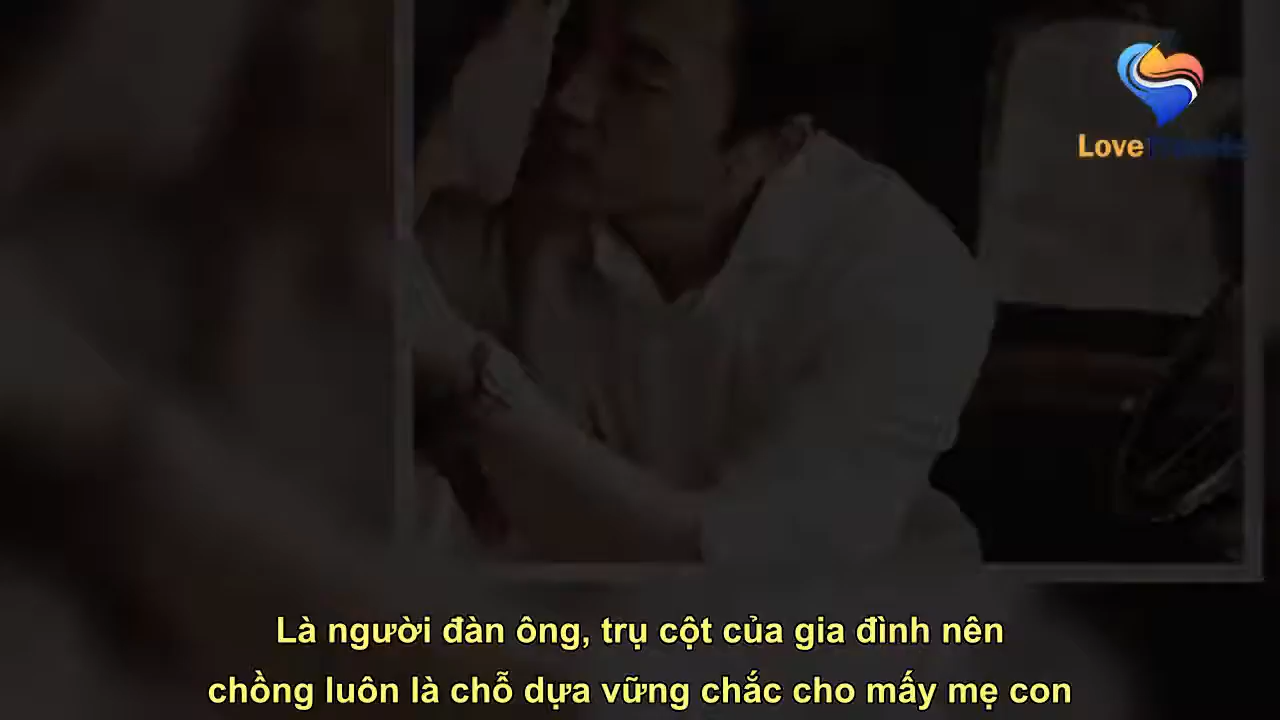 Love
Là người đàn ông, trụ cột của gia đình nên
chồng luôn là chỗ dựa vững chắc cho mấy mẹ con